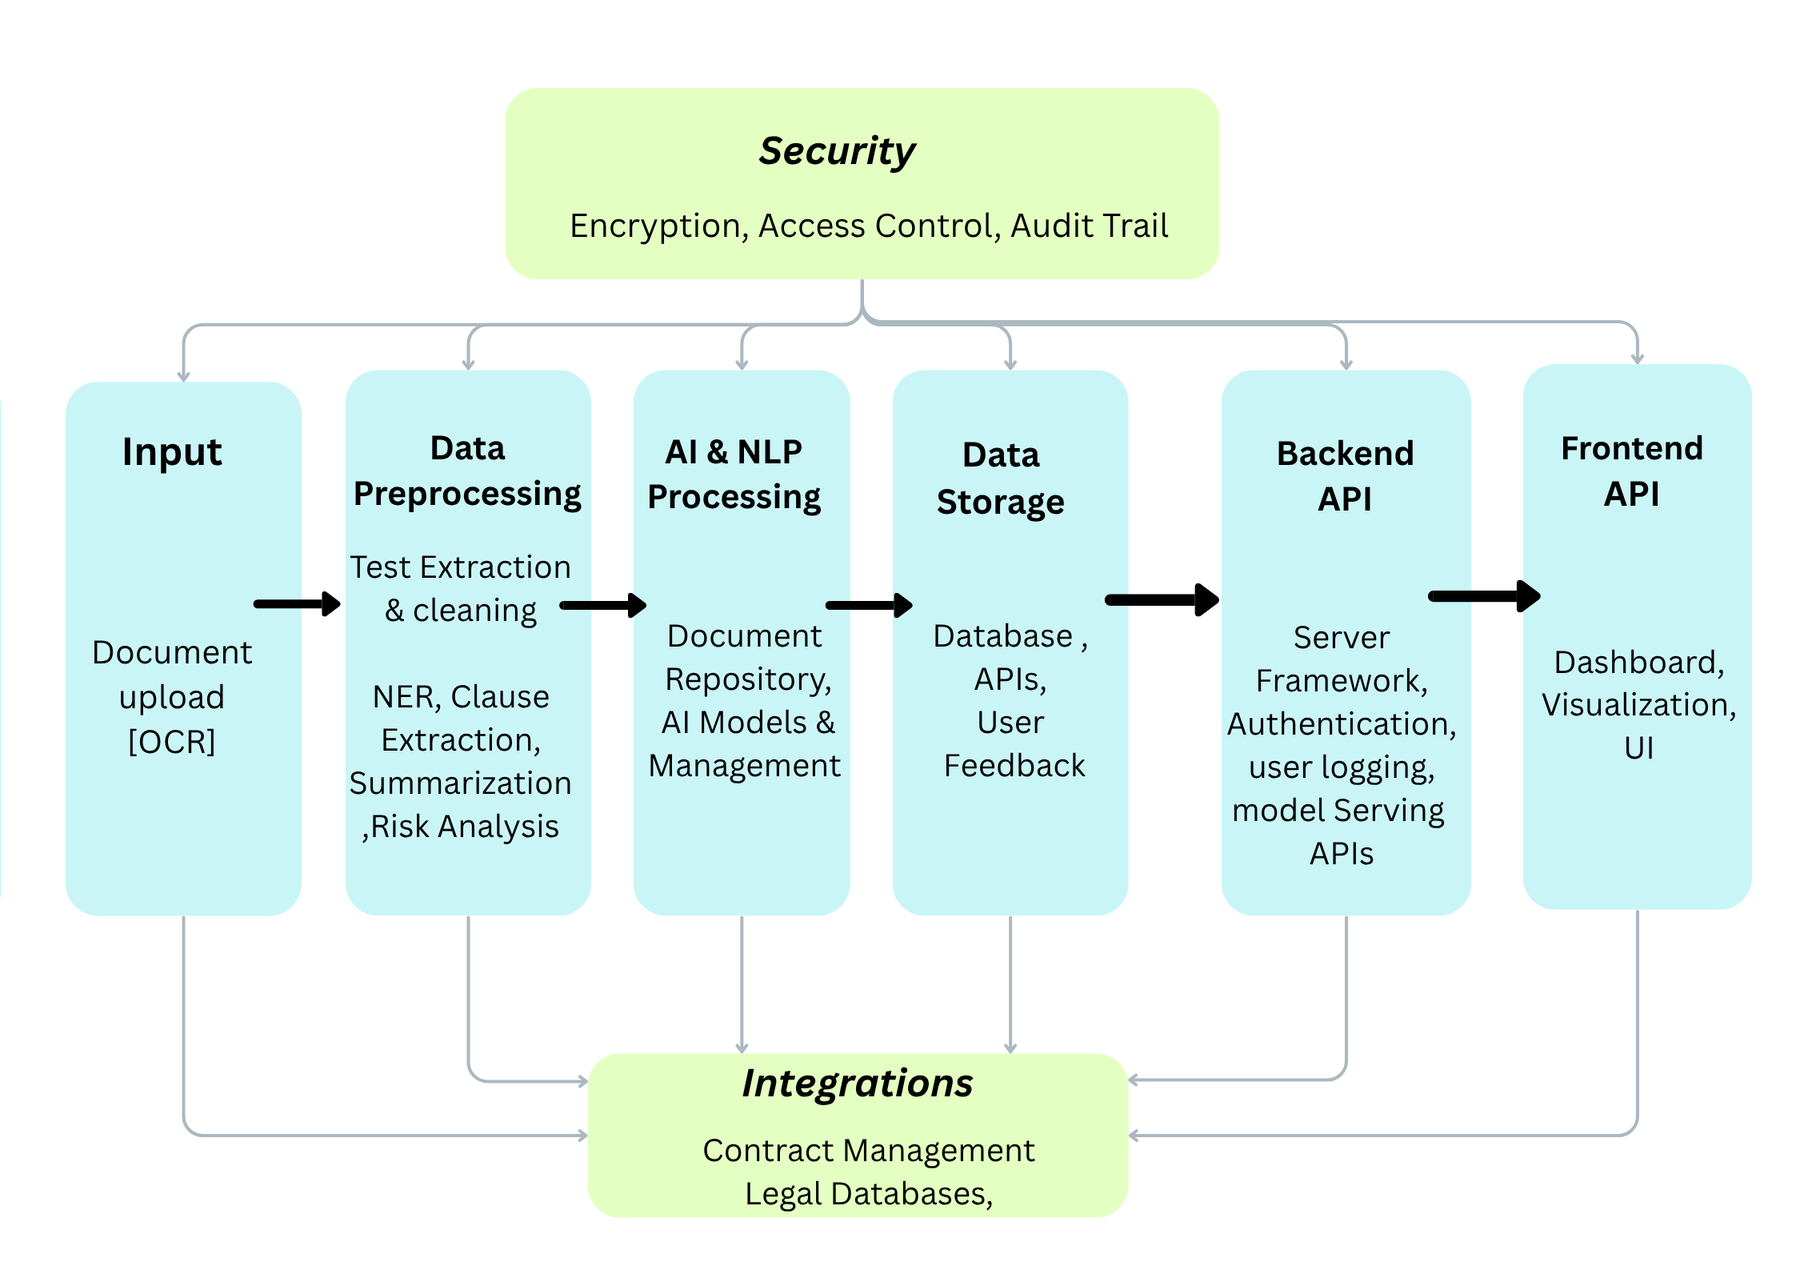 Security
Encryption, Access Control, Audit Trail
Input
Document
upload
[OCR]
Data
Preprocessing
Test Extraction
& cleaning
NER, Clause
Extraction,
Summarization
,Risk Analysis
AI & NLP
Processing
Document
Repository,
AI Models &
Management
Data
Storage
Database ,
APIs,
User
Feedback
Backend
API
Server
Framework,
Authentication,
user logging,
model Serving
APIs
Frontend
API
Dashboard,
Visualization,
UI
Integrations
Contract Management
Legal Databases,